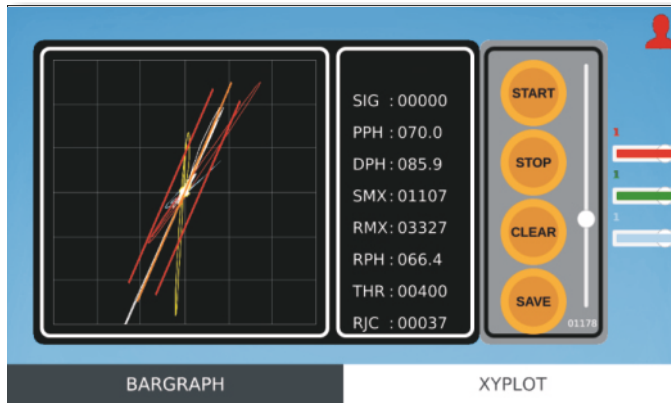 SIG : 00000
PPH : 070.0
DPH : 085.9
SMX : 01107
RMX : 03327
RPH : 066.4
THR : 00400
RJC : 00037
START
STOP
CLEAR
SAVE
01178
1
1
1
BARGRAPH
XYPLOT